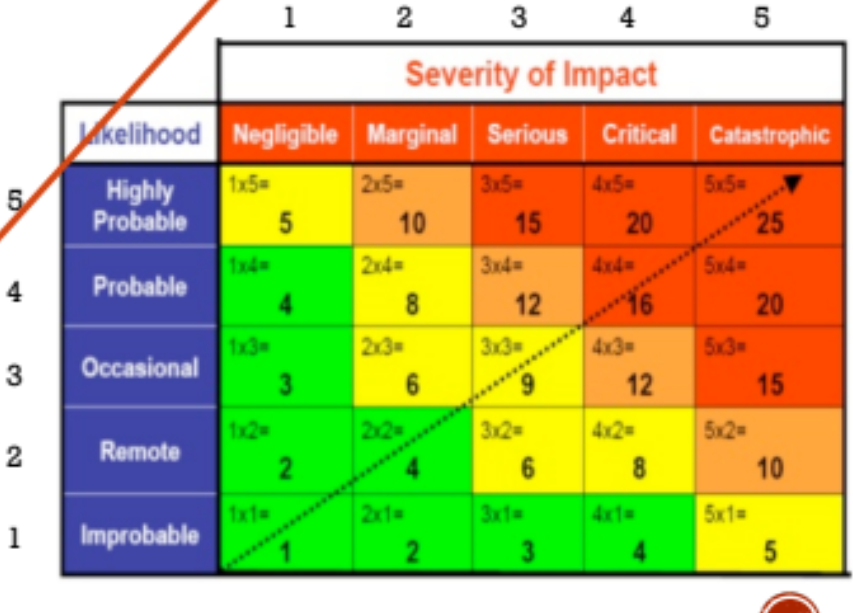 1 2 3 4 5
Severity of Impact
Likelihood Negligible Marginal Serious Critical Catastrophic
5 Highly Probable 1x5= 5 2x5= 10 3x5= 15 4x5= 20 5x5= 25
4 Probable 1x4= 4 2x4= 8 3x4= 12 4x4= 16 5x4= 20
3 Occasional 1x3= 3 2x3= 6 3x3= 9 4x3= 12 5x3= 15
2 Remote 1x2= 2 2x2= 4 3x2= 6 4x2= 8 5x2= 10
1 Improbable 1x1= 1 2x1= 2 3x1= 3 4x1= 4 5x1= 5